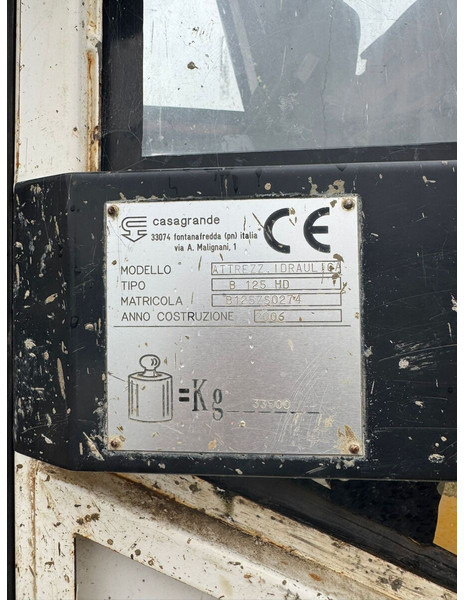 casagrande
33074 fontanafredda (pn) italia
via A. Malignani, 1
CE
MODELLO ATTREZZ.IDRAULICA
TIPO B 125 HD
MATRICOLA
ANNO COSTRUZIONE
=Kg